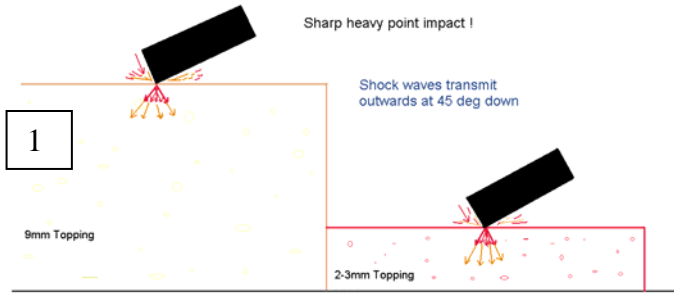 Sharp heavy point impact !
Shock waves transmit
outwards at 45 deg down
1
9mm Topping
2-3mm Topping